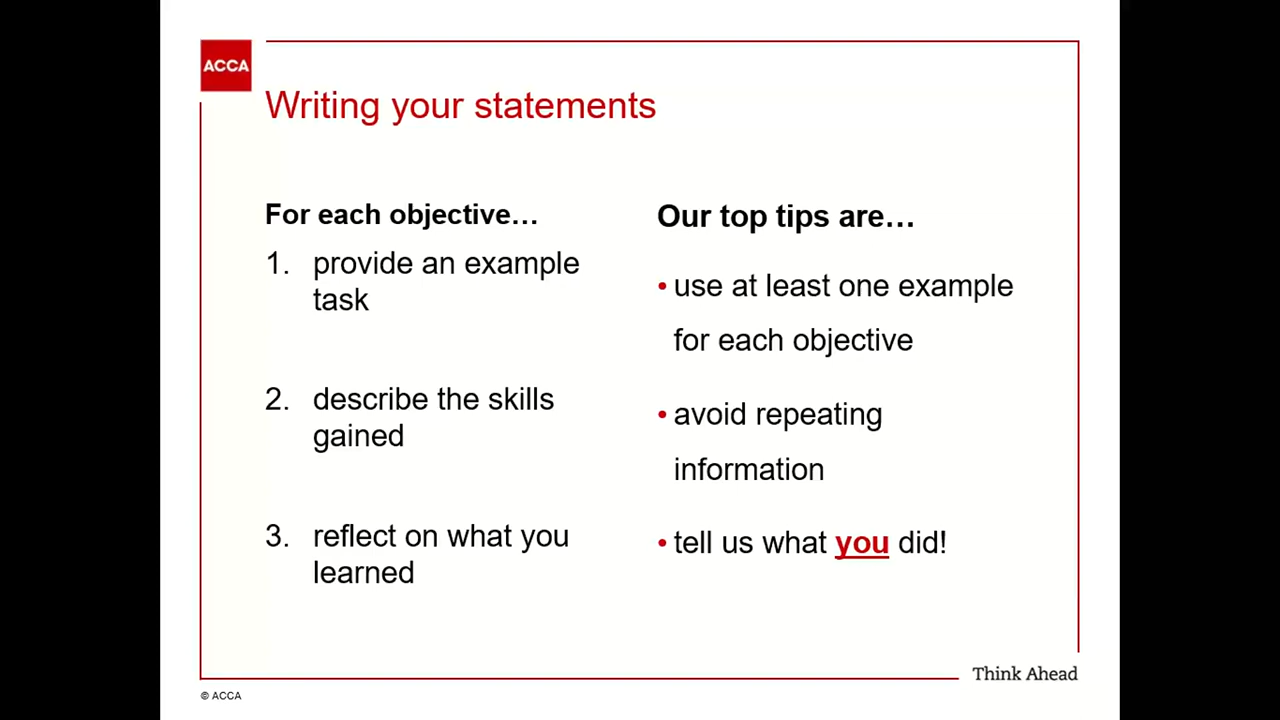 ACCA
Writing your statements
For each objective…
1. provide an example
task
2. describe the skills
gained
3. reflect on what you
learned
Our top tips are…
• use at least one example
for each objective
• avoid repeating
information
• tell us what you did!
Think Ahead
© ACCA